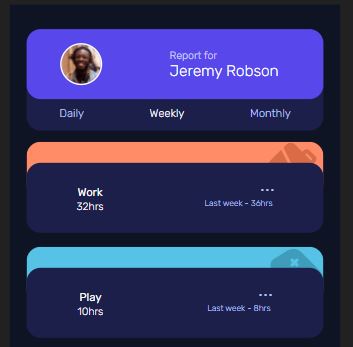 Report for
Jeremy Robson
Daily Weekly Monthly
Work
32hrs
Last week - 36hrs
Play
10hrs
Last week - 8hrs